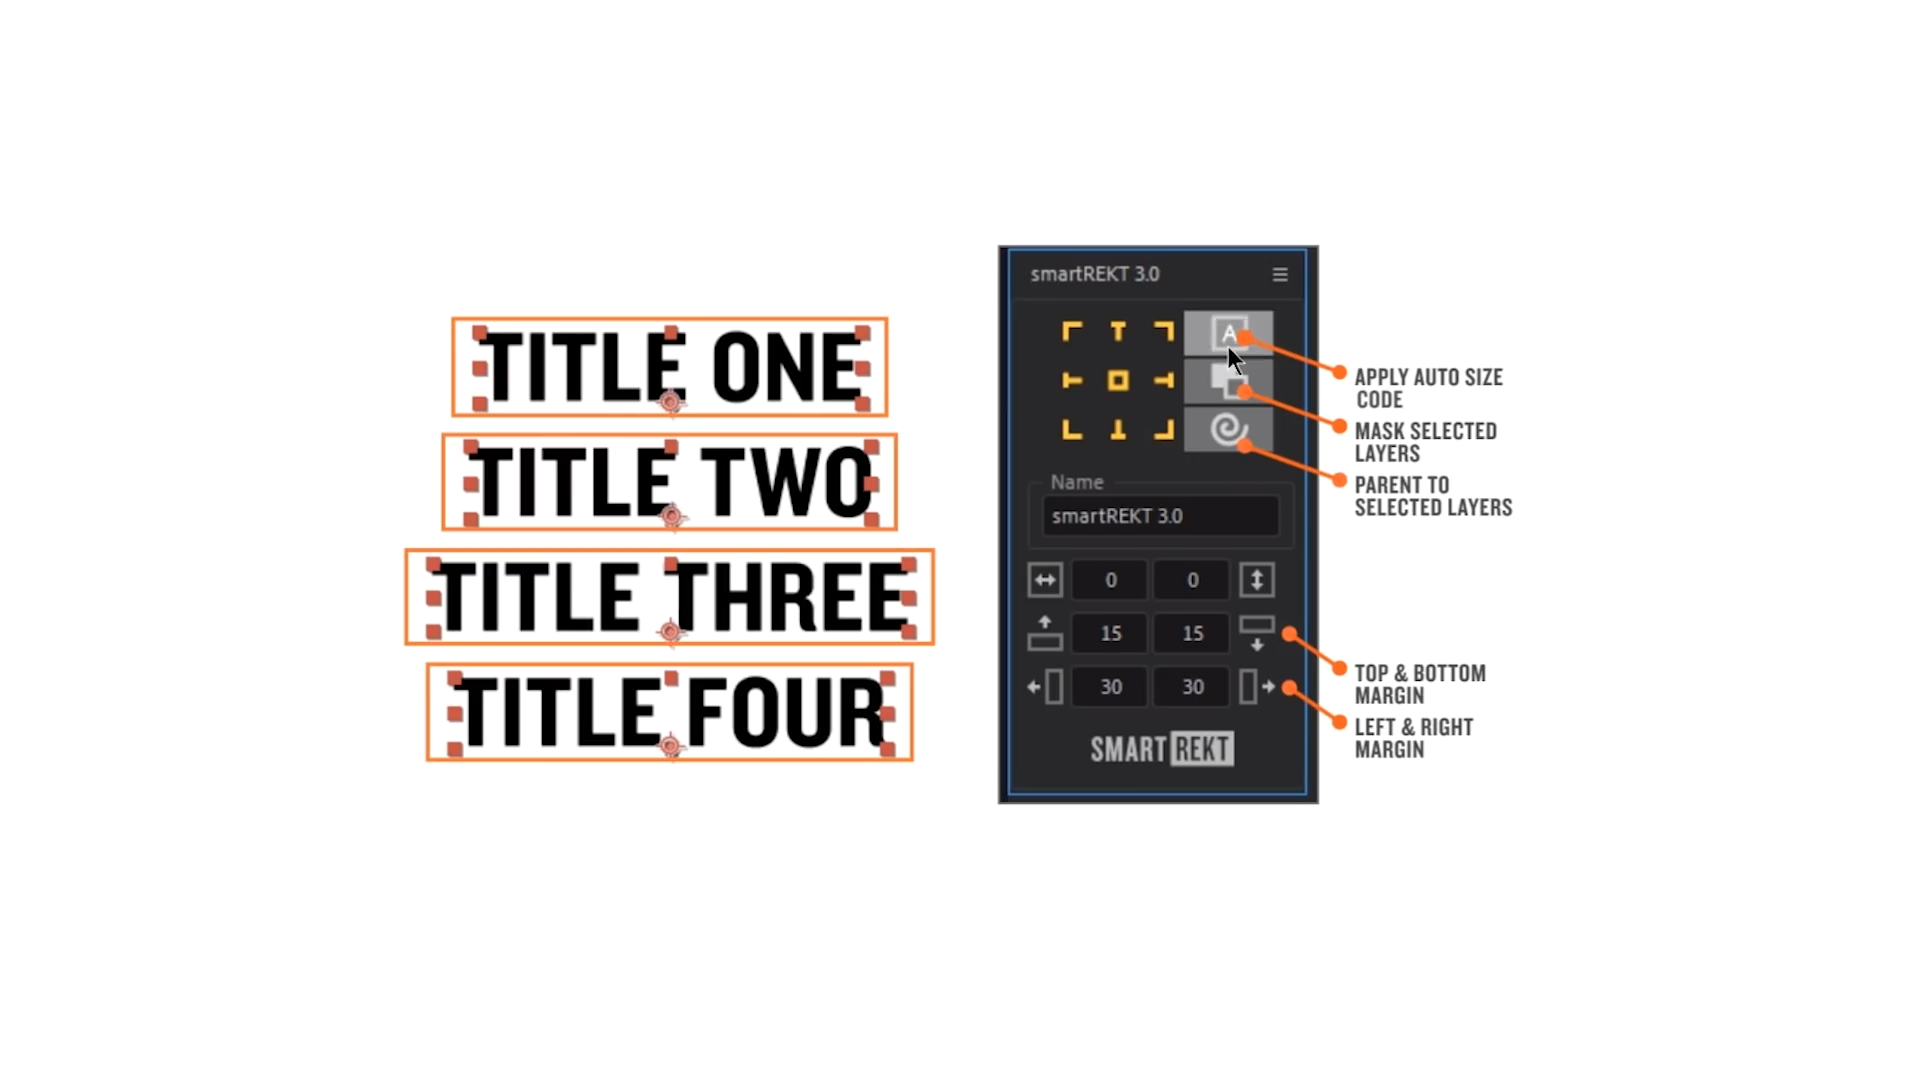 TITLE ONE
TITLE TWO
TITLE THREE
TITLE FOUR
smartREKT 3.0
A
APPLY AUTO SIZE
CODE
MASK SELECTED
LAYERS
PARENT TO
SELECTED LAYERS
Name
smartREKT 3.0
0 0
15 15
30 30
TOP & BOTTOM
MARGIN
LEFT & RIGHT
MARGIN
SMART REKT